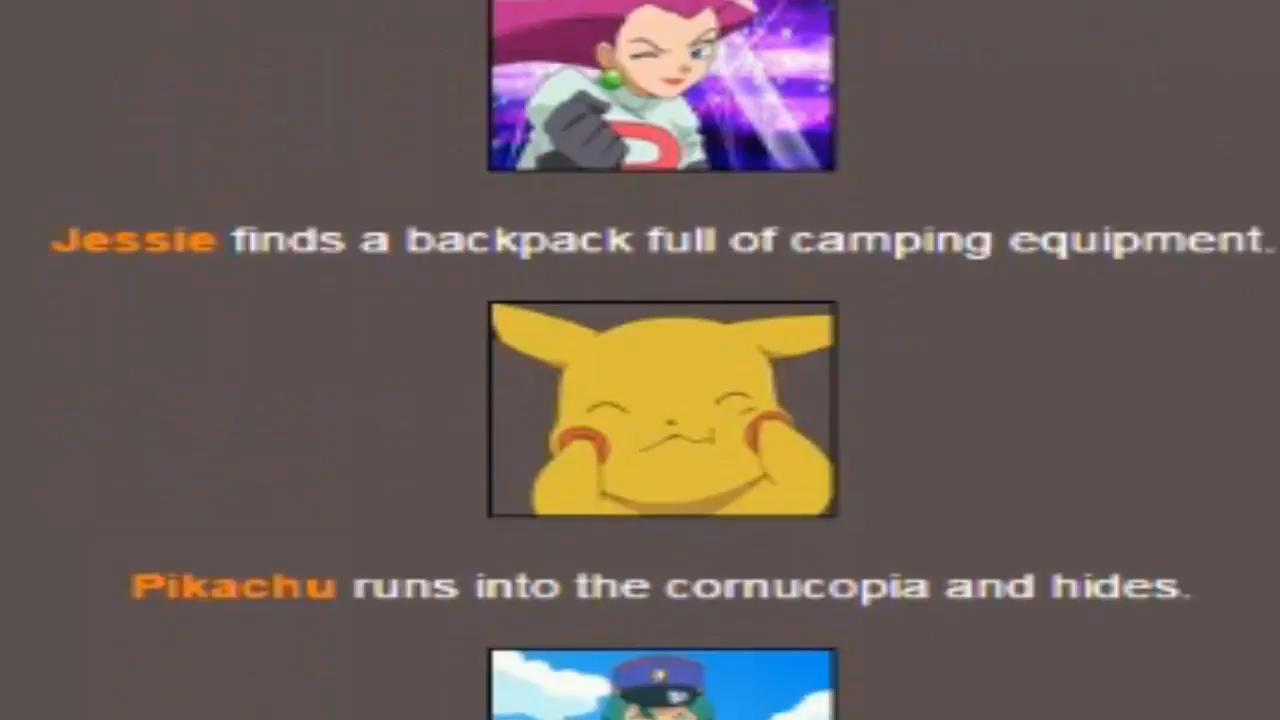 Jessie finds a backpack full of camping equipment.
Pikachu runs into the cornucopia and hides.